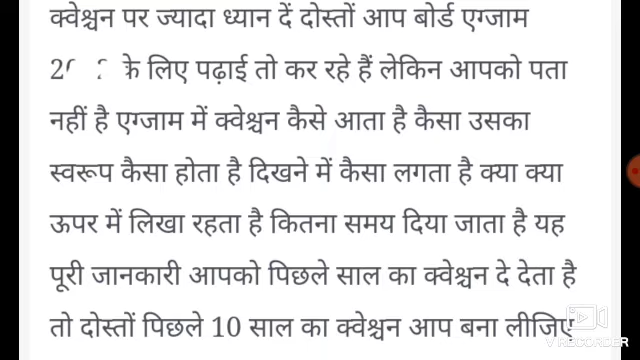 क्वेश्चन पर ज्यादा ध्यान दें दोस्तों आप बोर्ड एग्जाम
के लिए पढ़ाई तो कर रहे हैं लेकिन आपको पता
नहीं है एग्जाम में क्वेश्चन कैसे आता है कैसा उसका
स्वरूप कैसा होता है दिखने में कैसा लगता है क्या क्या
ऊपर में लिखा रहता है कितना समय दिया जाता है यह
पूरी जानकारी आपको पिछले साल का क्वेश्चन दे देता है
तो दोस्तों पिछले 10 साल का क्वेश्चन आप बना लीजिए
V RECORDER